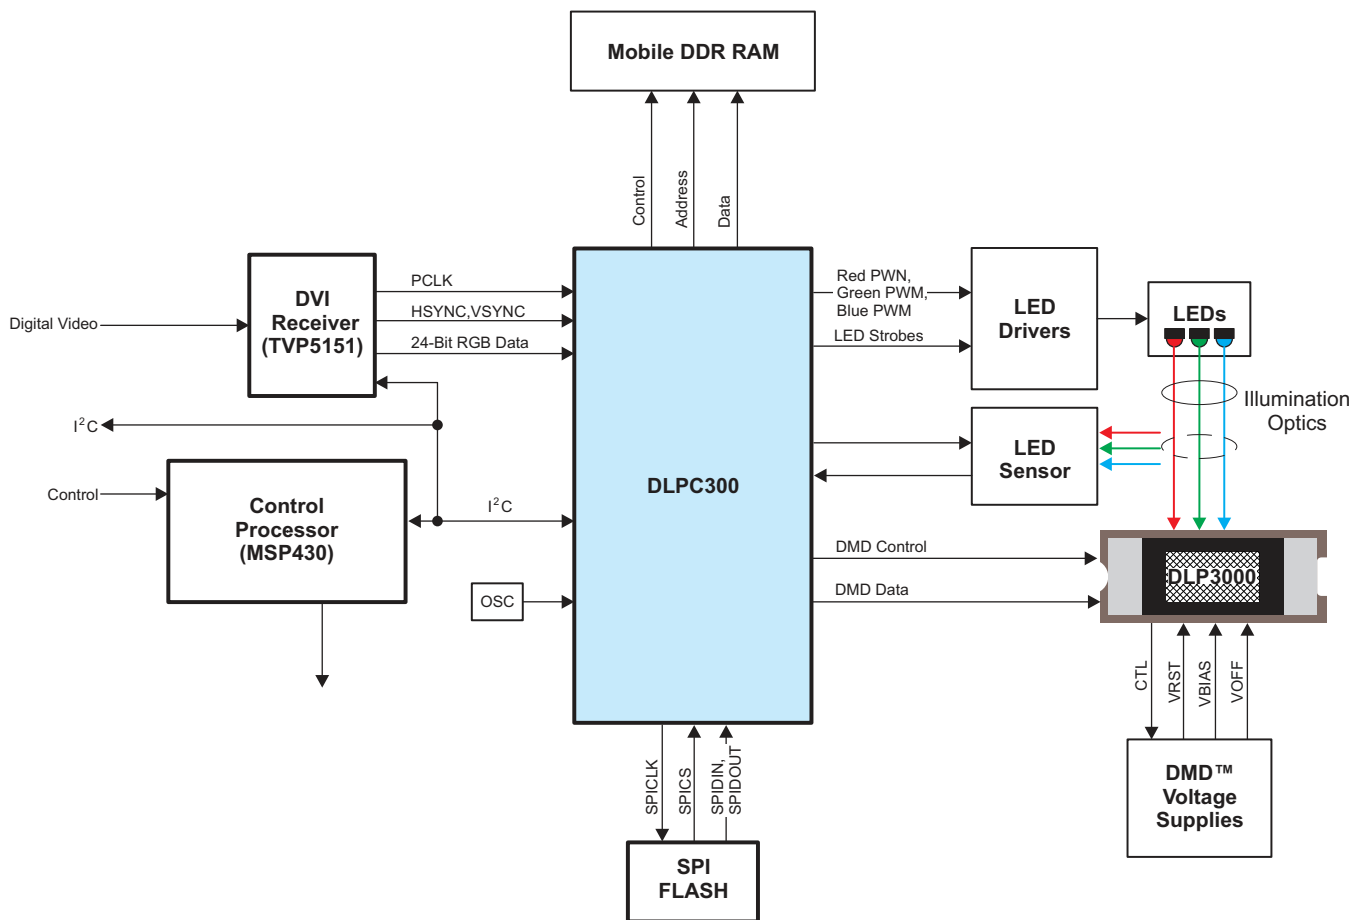 Mobile DDR RAM
Control
Address
Data
Digital Video
DVI
Receiver
(TVP5151)
PCLK
HSYNC,VSYNC
24-Bit RGB Data
I²C
Control
Control
Processor
(MSP430)
I²C
OSC
DLPC300
Red PWN,
Green PWM,
Blue PWM
LED Strobes
LED
Drivers
LEDs
Illumination
Optics
LED
Sensor
DMD Control
DMD Data
DLP3000
CTL
VRST
VBIAS
VOFF
DMD™
Voltage
Supplies
SPICLK
SPICS
SPIDIN,
SPIDOUT
SPI
FLASH